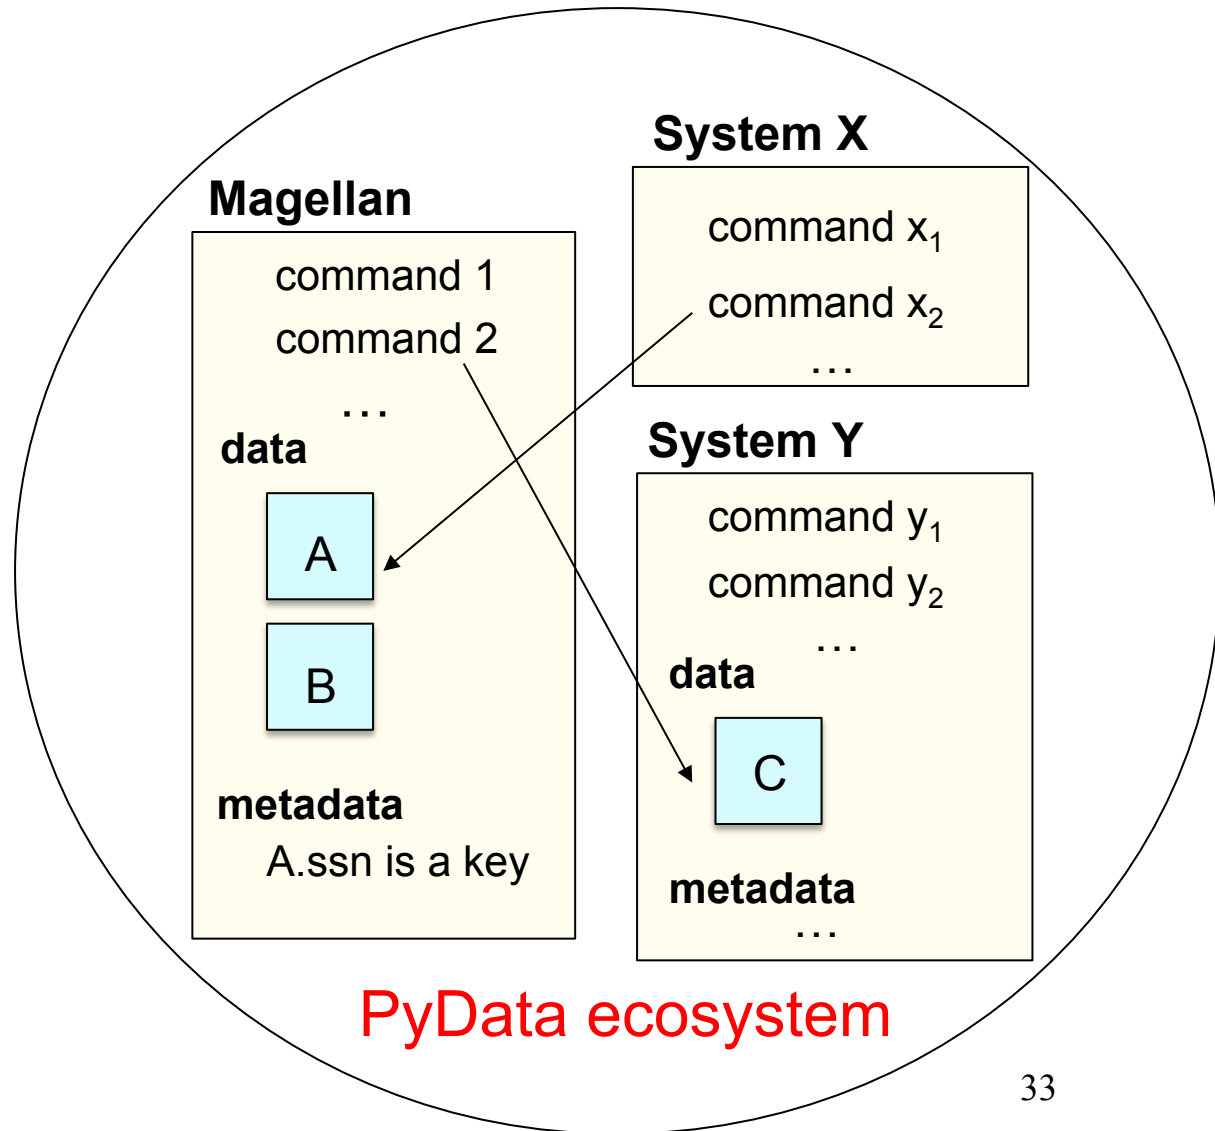 Magellan
command 1
command 2
…
data
A
B
metadata
A.ssn is a key
System X
command x₁
command x₂
…
System Y
command y₁
command y₂
…
data
C
metadata
…
PyData ecosystem
33